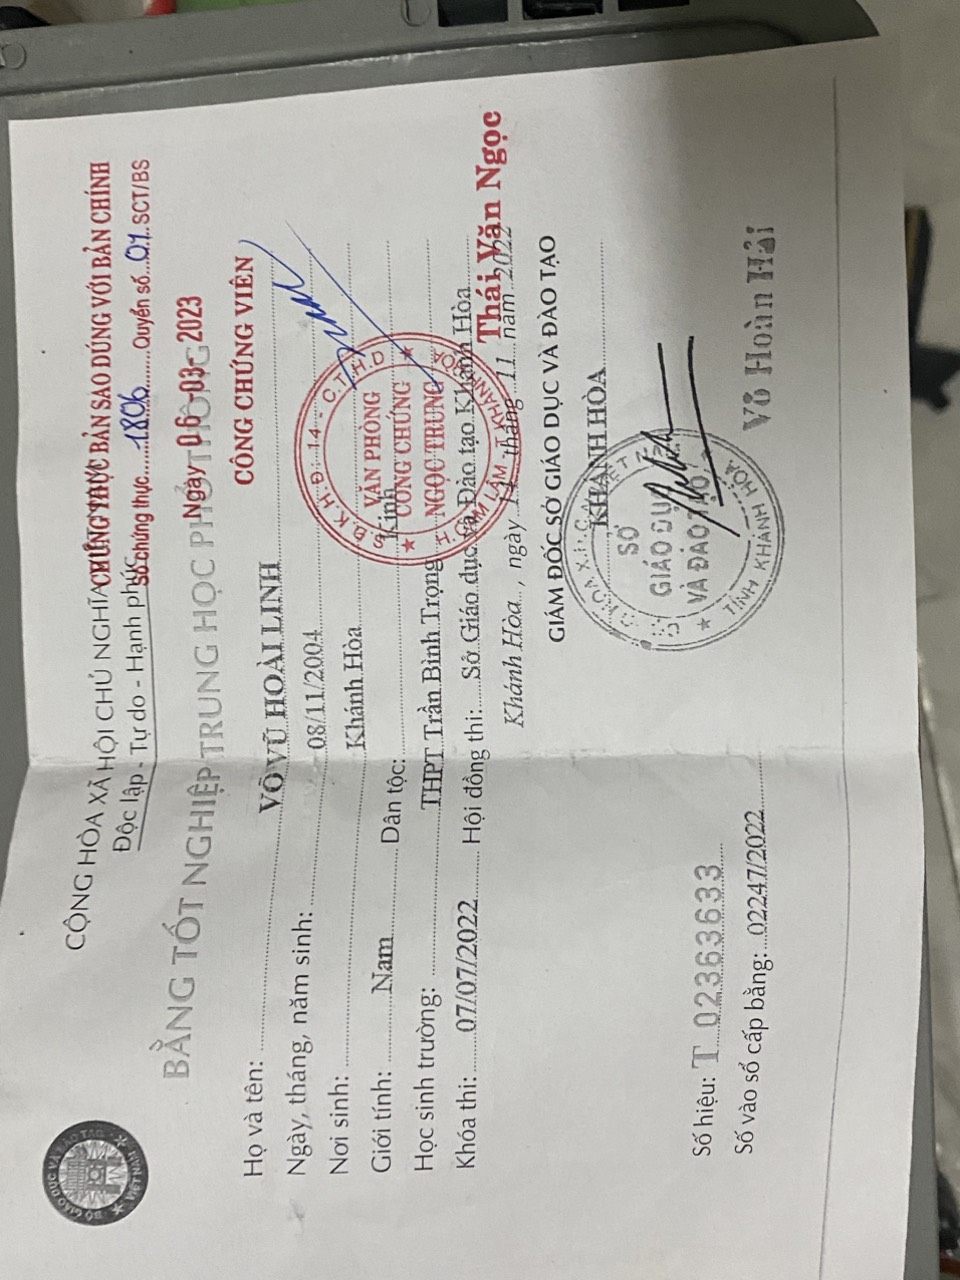 CỘNG HÒA XÃ HỘI CHỦ NGHĨA
CHỨNG THỰC BẢN SAO ĐÚNG VỚI BẢN CHÍNH
Độc lập - Tự do - Hạnh phúc
Số chứng thực 1806 Quyển số 01 SCT/BS
BẰNG TỐT NGHIỆP TRUNG HỌC PHỔ THÔNG
Ngày 06-03-2023
CÔNG CHỨNG VIÊN
Họ và tên: VÕ VŨ HOÀI LINH
Ngày, tháng, năm sinh: 08/11/2004
Nơi sinh: Khánh Hòa
Giới tính: Nam Dân tộc: Kinh
Học sinh trường: THPT Trần Bình Trọng
Khóa thi: 07/07/2022 Hội đồng thi: Sở Giáo dục và Đào tạo Khánh Hòa
VĂN PHÒNG
CÔNG CHỨNG
NGỌC TRUNG
Thái Văn Ngọc
Khánh Hòa, ngày 14 tháng 11 năm 2022
GIÁM ĐỐC SỞ GIÁO DỤC VÀ ĐÀO TẠO
KHÁNH HÒA
SỞ
GIÁO DỤC
VÀ ĐÀO TẠO
TỈNH KHÁNH HÒA
Võ Hoàn Hải
Số hiệu: T 02363633
Số vào sổ cấp bằng: 02247/2022
BỘ GIÁO DỤC VÀ ĐÀO TẠO
VIỆT NAM